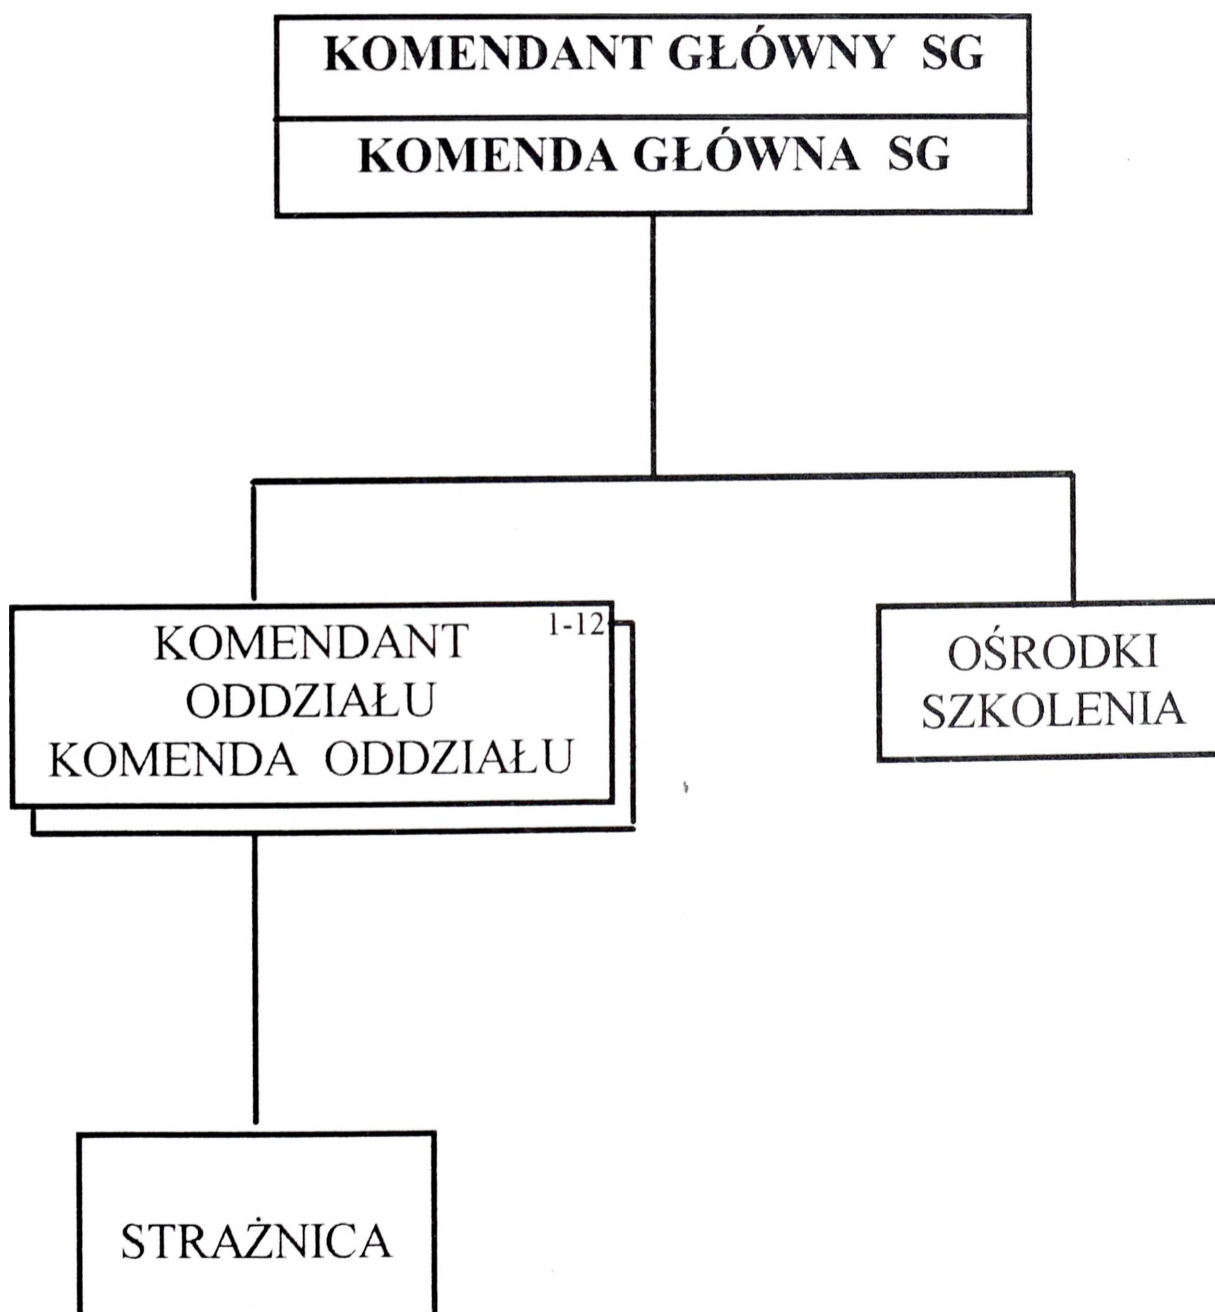 KOMENDANT GŁÓWNY SG
KOMENDA GŁÓWNA SG
1-12
KOMENDANT
ODDZIAŁU
KOMENDA ODDZIAŁU
OŚRODKI
SZKOLENIA
STRAŻNICA